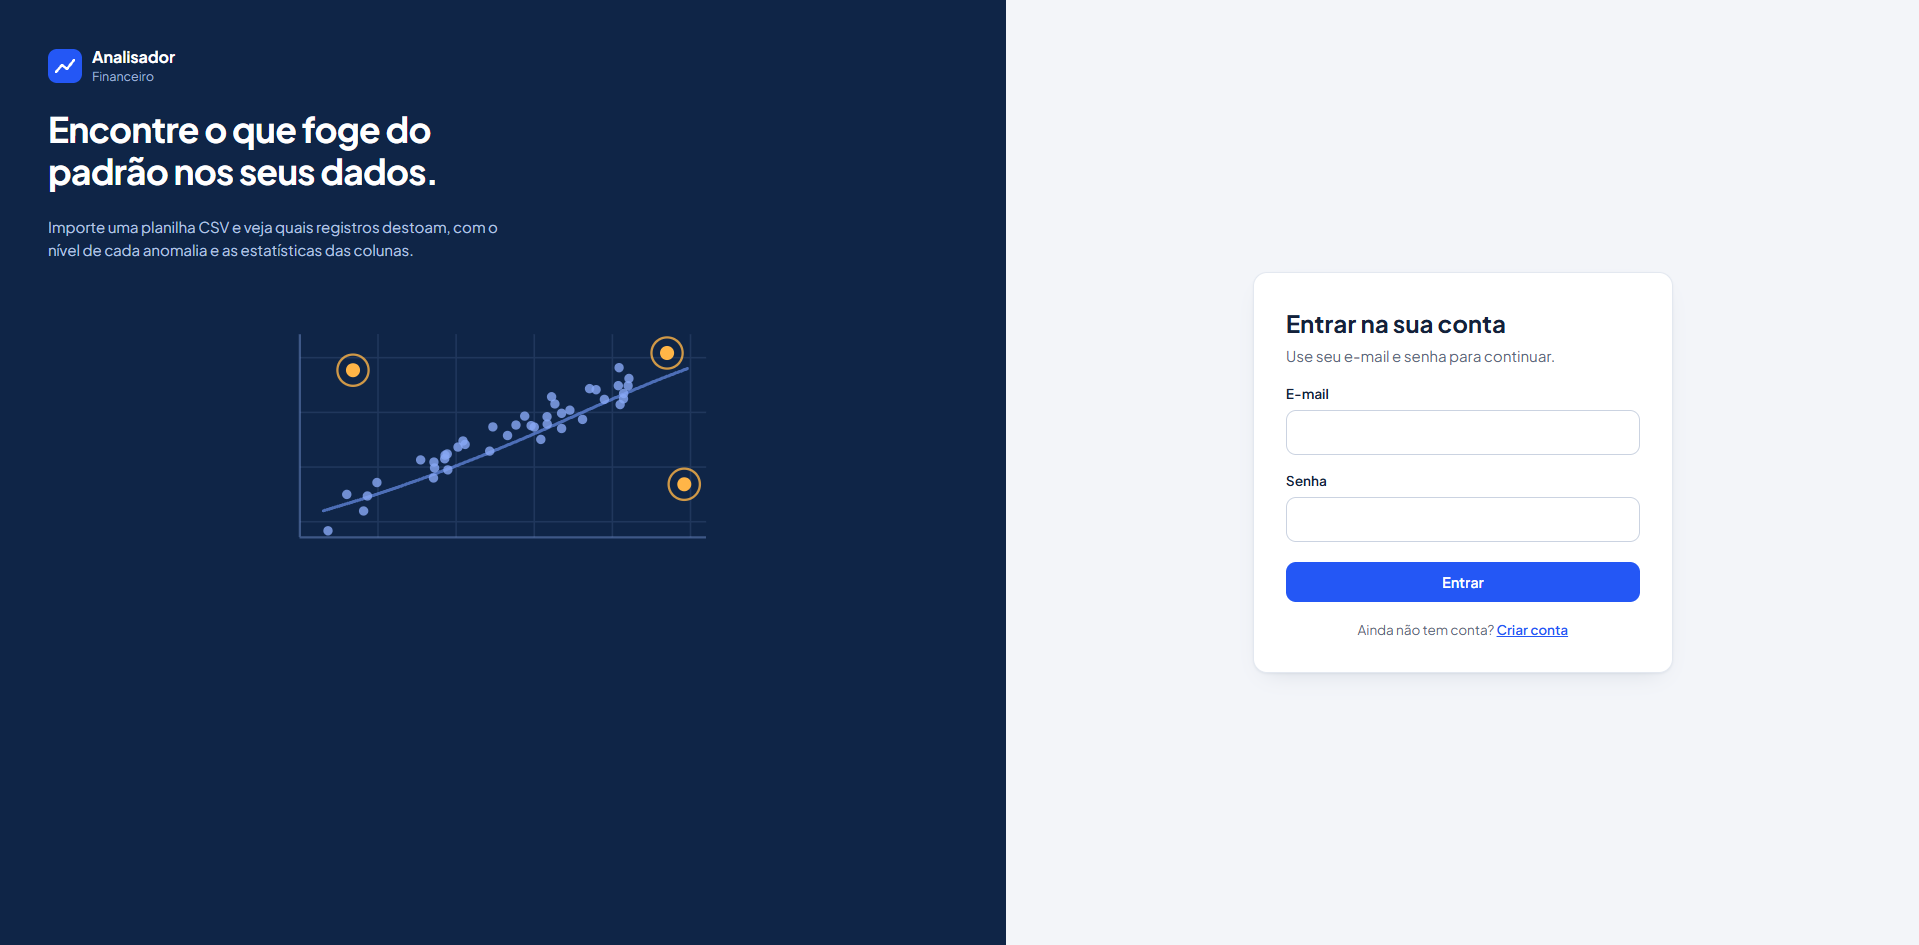 Analisador
Financeiro
Encontre o que foge do
padrão nos seus dados.
Importe uma planilha CSV e veja quais registros destoam, com o
nível de cada anomalia e as estatísticas das colunas.
Entrar na sua conta
Use seu e-mail e senha para continuar.
E-mail
Senha
Entrar
Ainda não tem conta? Criar conta